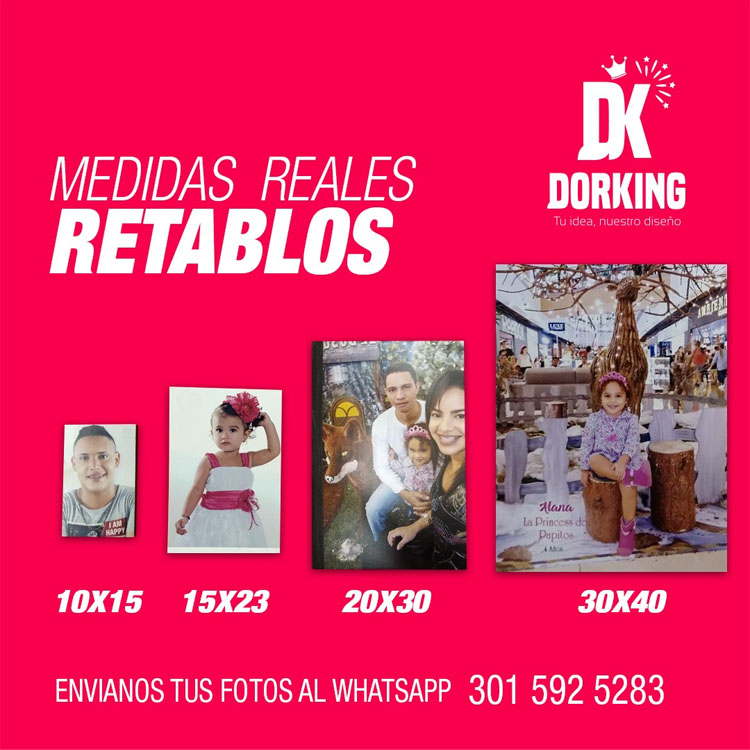 DK
DORKING
Tu idea, nuestro diseño
MEDIDAS REALES
RETABLOS
I AM
HAPPY
Alana
La Princess de
Papitos
4 Años
10X15
15X23
20X30
30X40
ENVIANOS TUS FOTOS AL WHATSAPP 301 592 5283